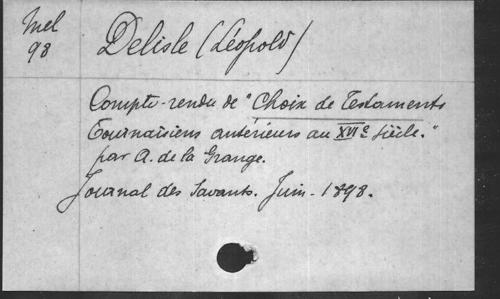 Mel
98
Delisle (Léopold)
Compte-rendu de "Choix de Testaments
Tournaisiens antérieurs au XVIe siècle."
par A. de la Grange.
Journal des Savants. Juin-1898.